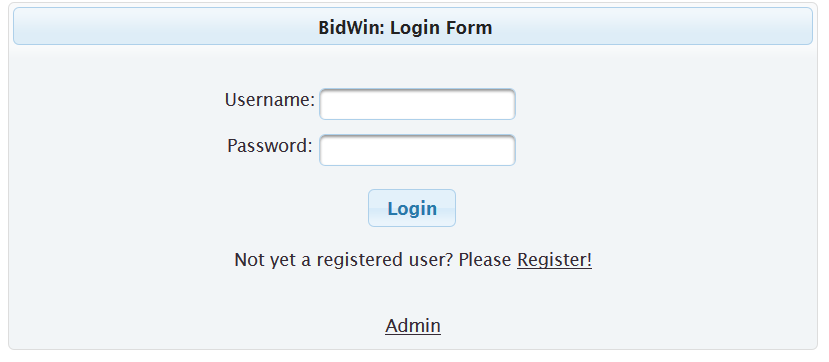 BidWin: Login Form
Username:
Password:
Login
Not yet a registered user? Please Register!
Admin